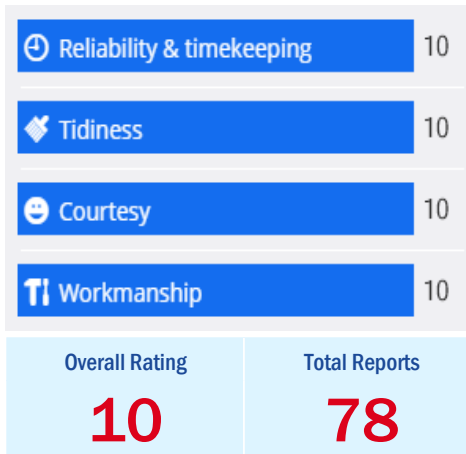 Reliability & timekeeping 10
Tidiness 10
Courtesy 10
Workmanship 10
Overall Rating Total Reports
10 78